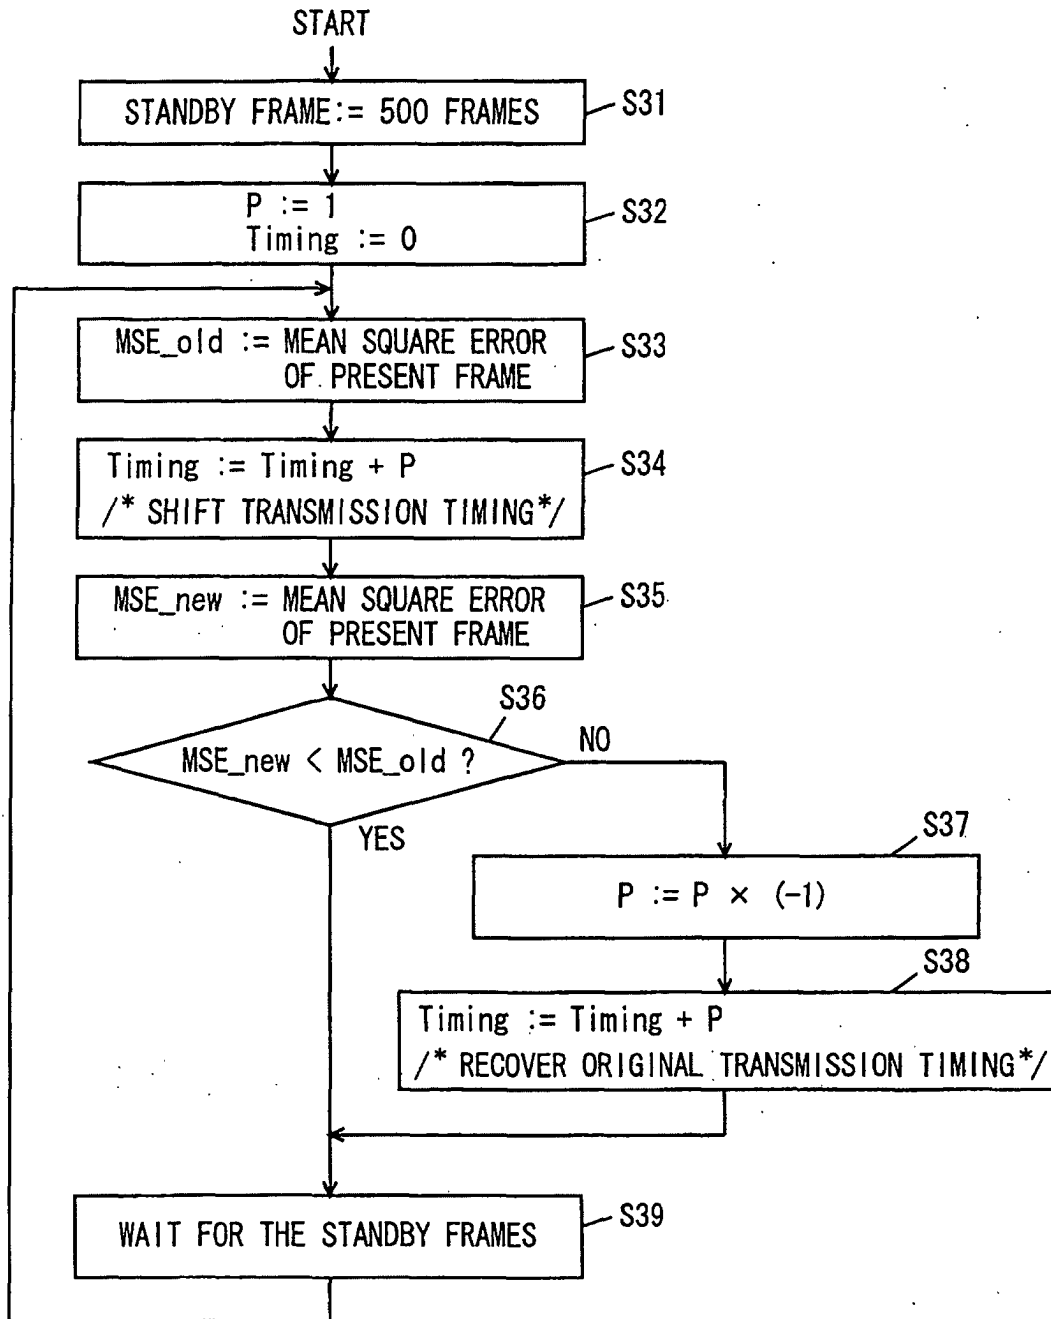 START
STANDBY FRAME:= 500 FRAMES
S31
P := 1
Timing := 0
S32
MSE_old := MEAN SQUARE ERROR
OF PRESENT FRAME
S33
Timing := Timing + P
/* SHIFT TRANSMISSION TIMING*/
S34
MSE_new := MEAN SQUARE ERROR
OF PRESENT FRAME
S35
S36
MSE_new < MSE_old ?
NO
YES
S37
P := P × (-1)
S38
Timing := Timing + P
/* RECOVER ORIGINAL TRANSMISSION TIMING*/
WAIT FOR THE STANDBY FRAMES
S39